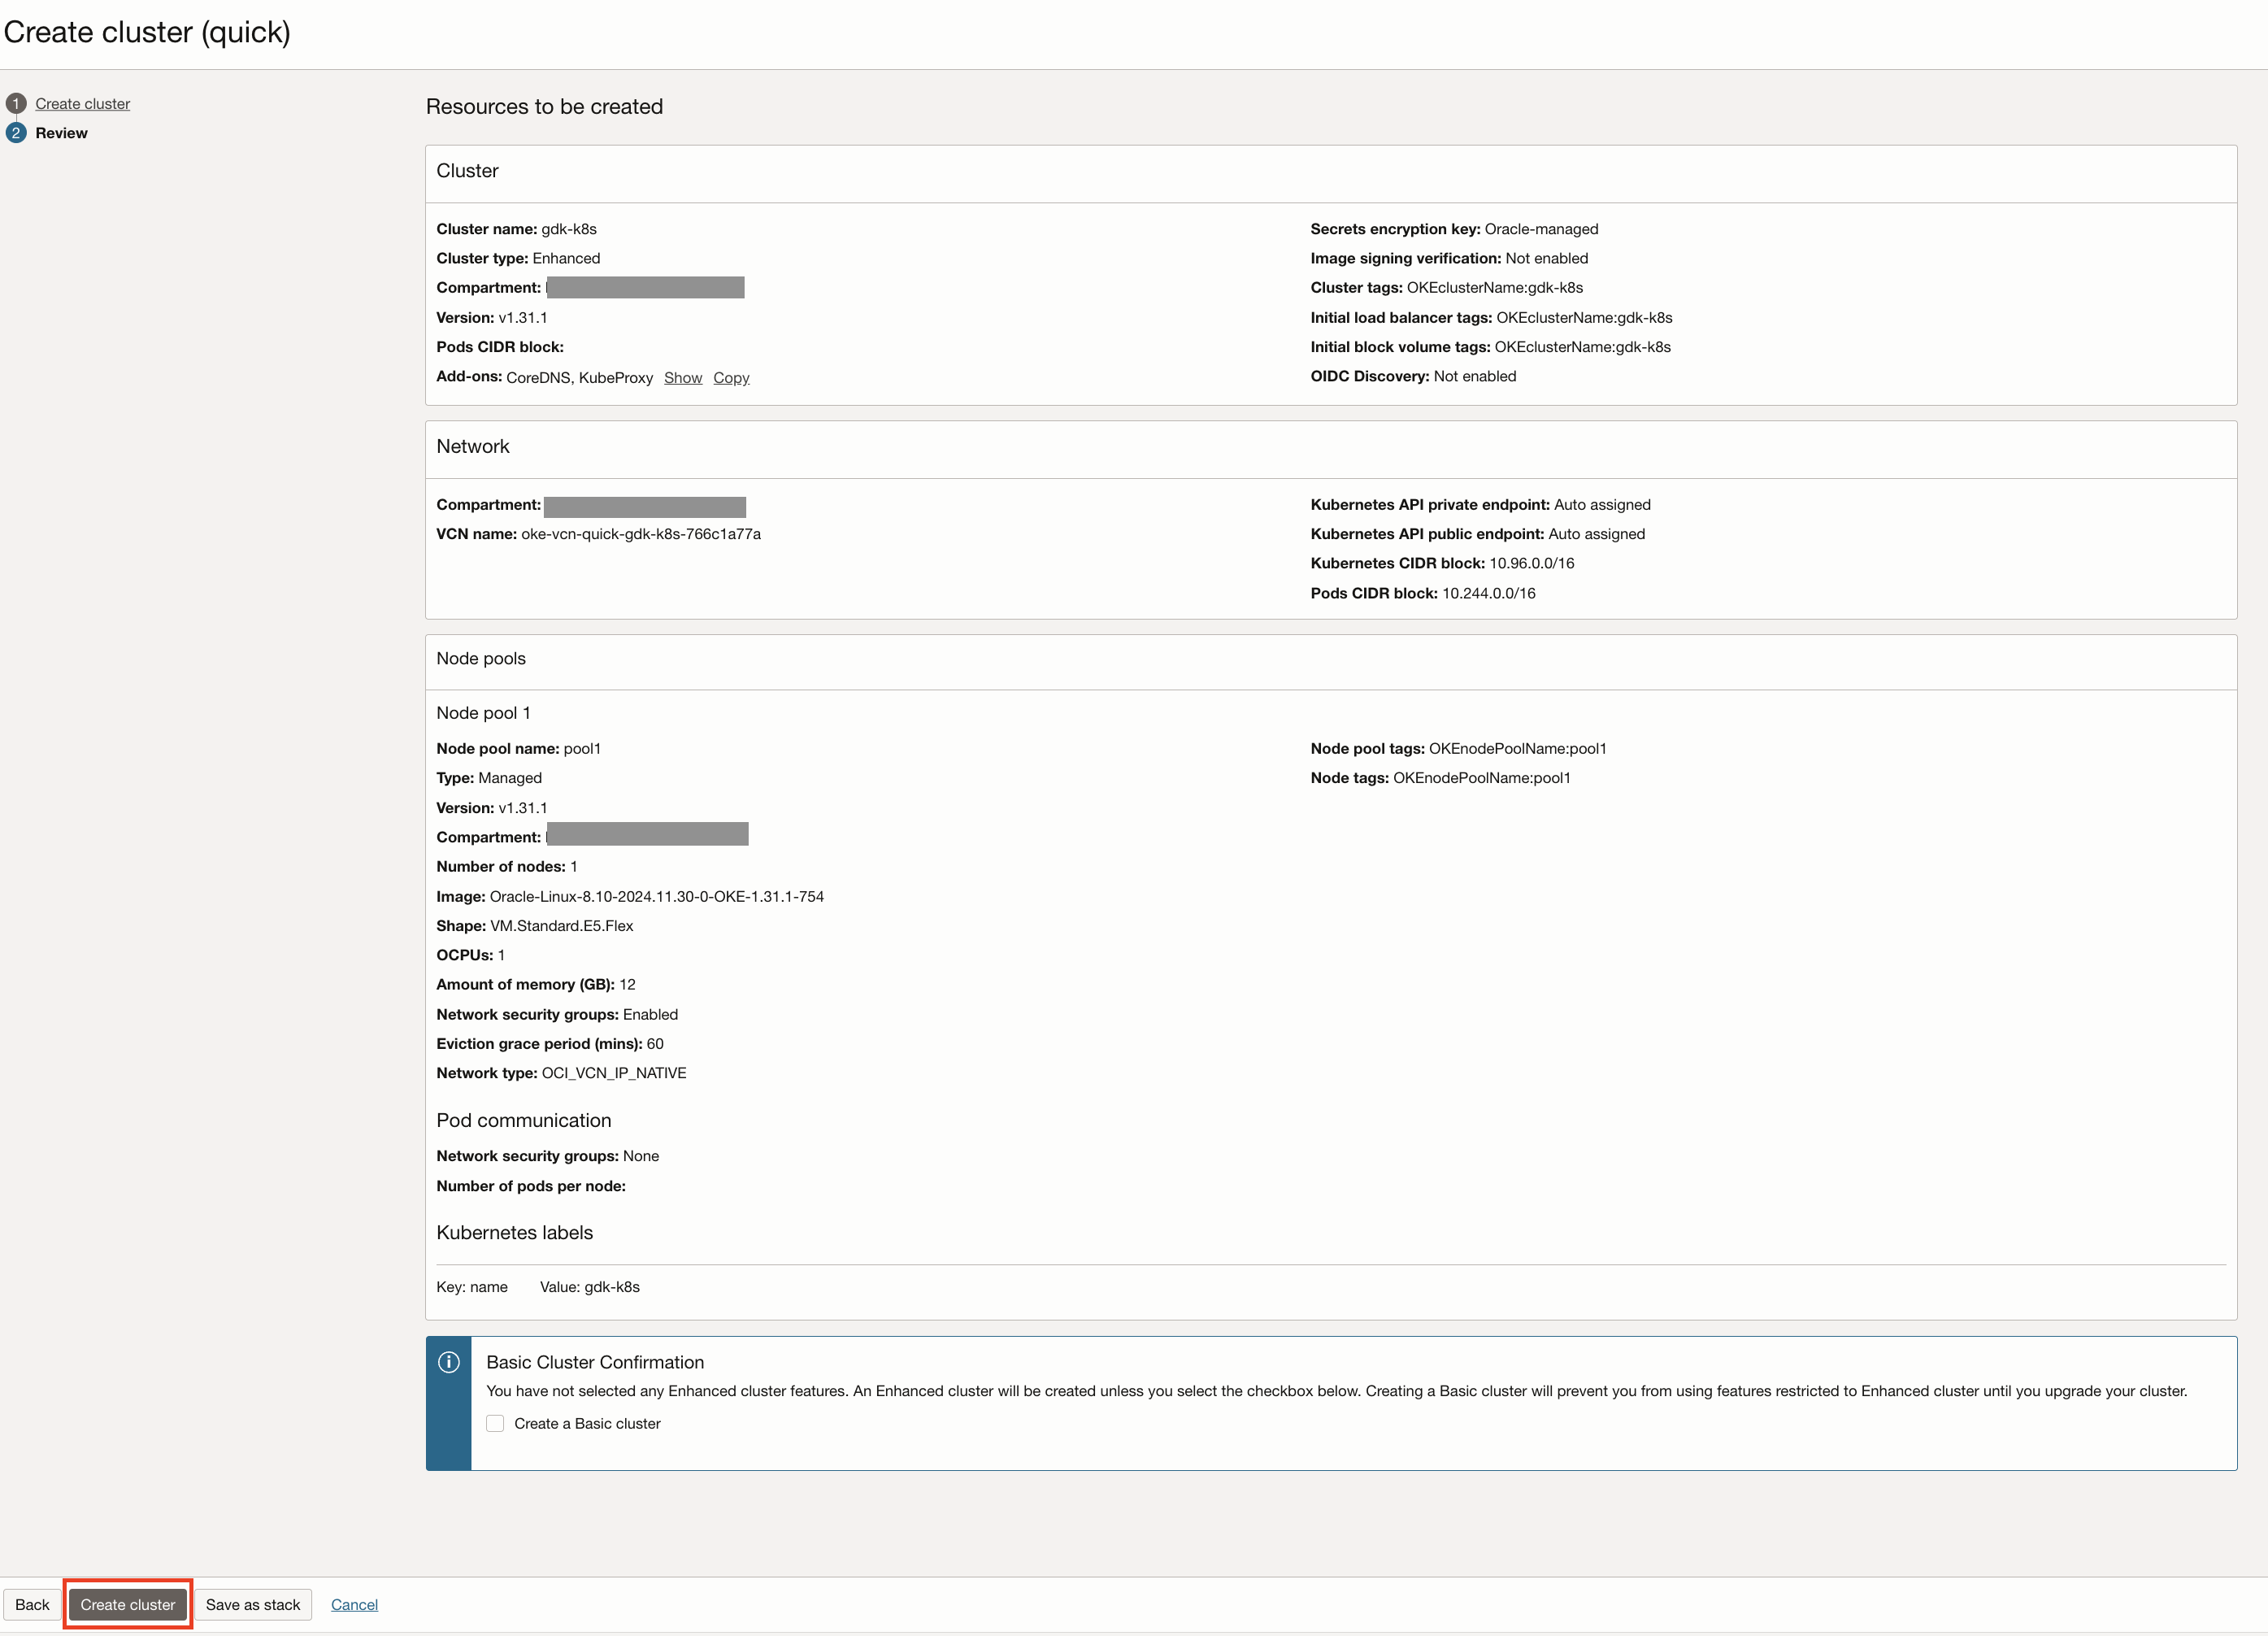 Create cluster (quick)
1 Create cluster
2 Review
Resources to be created
Cluster
Cluster name: gdk-k8s
Cluster type: Enhanced
Compartment:
Version: v1.31.1
Pods CIDR block:
Add-ons: CoreDNS, KubeProxy Show Copy
Secrets encryption key: Oracle-managed
Image signing verification: Not enabled
Cluster tags: OKEclusterName:gdk-k8s
Initial load balancer tags: OKEclusterName:gdk-k8s
Initial block volume tags: OKEclusterName:gdk-k8s
OIDC Discovery: Not enabled
Network
Compartment:
VCN name: oke-vcn-quick-gdk-k8s-766c1a77a
Kubernetes API private endpoint: Auto assigned
Kubernetes API public endpoint: Auto assigned
Kubernetes CIDR block: 10.96.0.0/16
Pods CIDR block: 10.244.0.0/16
Node pools
Node pool 1
Node pool name: pool1
Type: Managed
Version: v1.31.1
Compartment:
Number of nodes: 1
Image: Oracle-Linux-8.10-2024.11.30-0-OKE-1.31.1-754
Shape: VM.Standard.E5.Flex
OCPUs: 1
Amount of memory (GB): 12
Network security groups: Enabled
Eviction grace period (mins): 60
Network type: OCI_VCN_IP_NATIVE
Node pool tags: OKEnodePoolName:pool1
Node tags: OKEnodePoolName:pool1
Pod communication
Network security groups: None
Number of pods per node:
Kubernetes labels
Key: name Value: gdk-k8s
Basic Cluster Confirmation
You have not selected any Enhanced cluster features. An Enhanced cluster will be created unless you select the checkbox below. Creating a Basic cluster will prevent you from using features restricted to Enhanced cluster until you upgrade your cluster.
Create a Basic cluster
Back Create cluster Save as stack Cancel